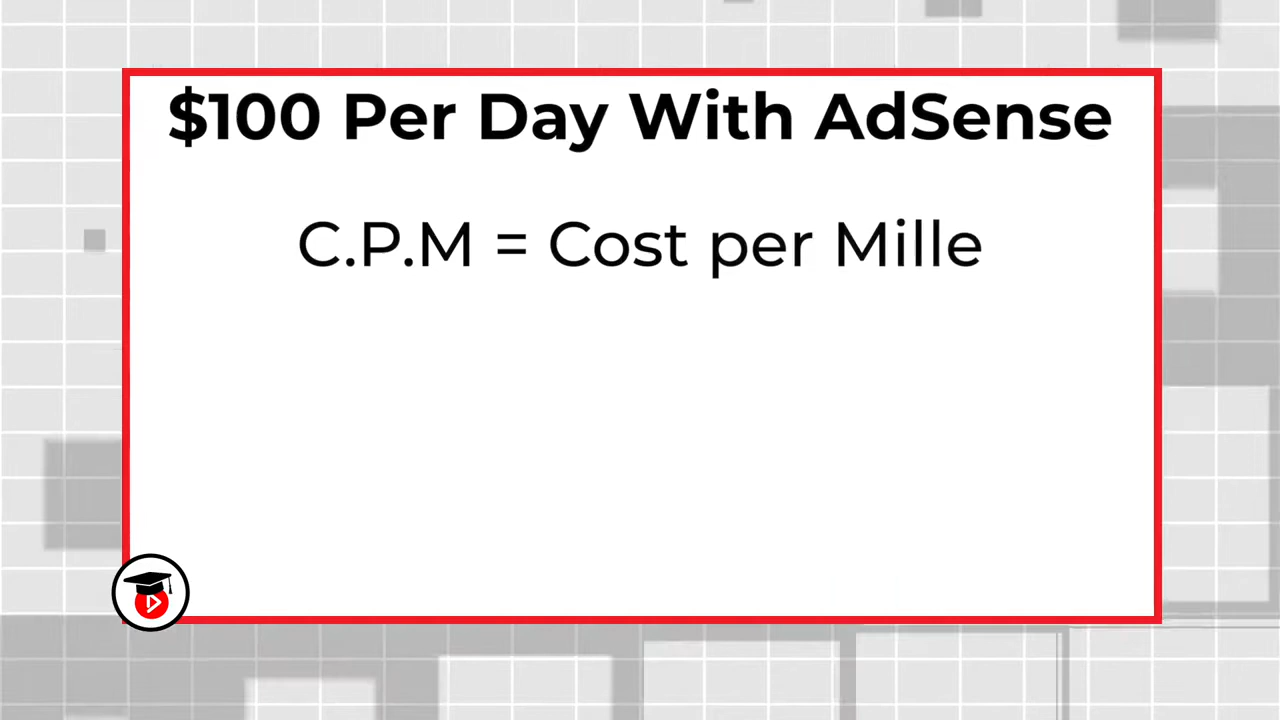 $100 Per Day With AdSense
C.P.M = Cost per Mille